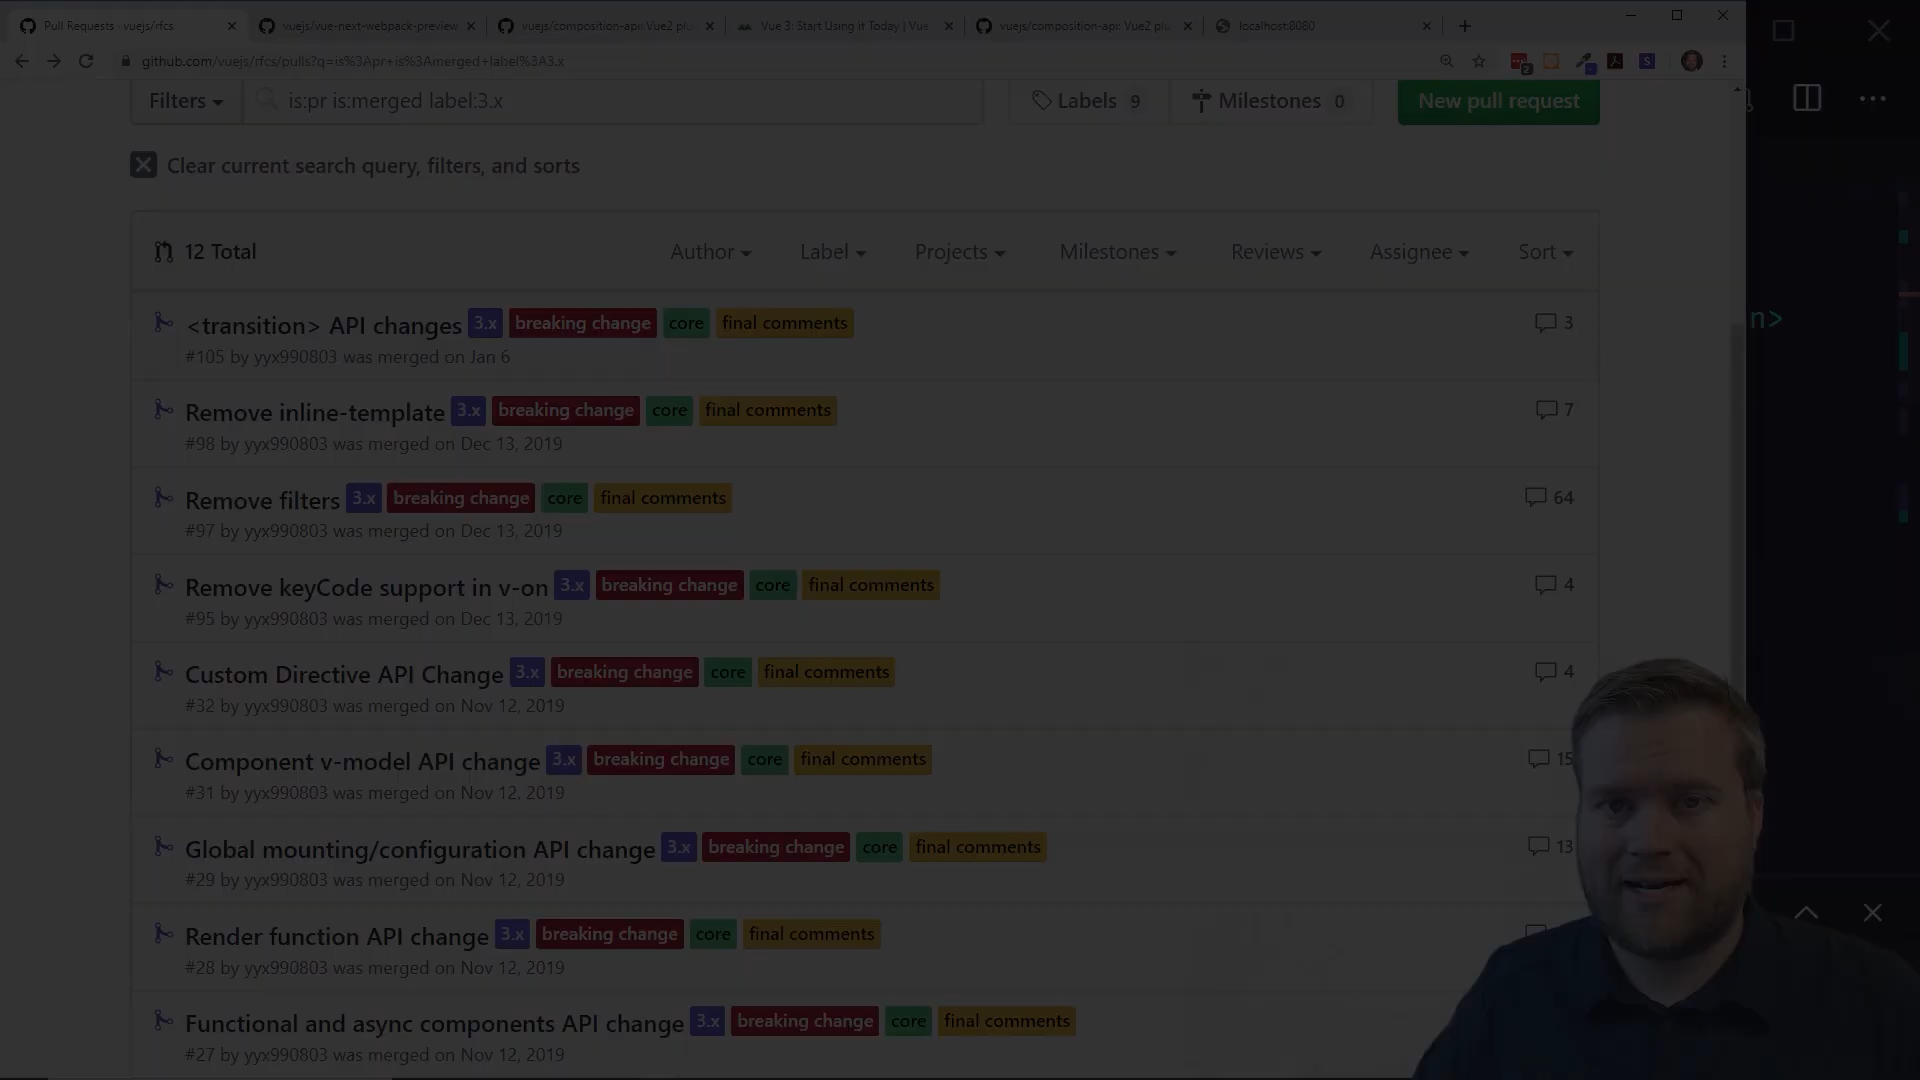 Pull Requests · vuejs/rfcs
vuejs/vue-next-webpack-preview
vuejs/composition-api: Vue2 plu
Vue 3: Start Using it Today | Vue
vuejs/composition-api: Vue2 plu
localhost:8080
github.com/vuejs/rfcs/pulls?q=is%3Apr+is%3Amerged+label%3A3.x
Filters
is:pr is:merged label:3.x
Labels 9
Milestones 0
New pull request
Clear current search query, filters, and sorts
12 Total
Author
Label
Projects
Milestones
Reviews
Assignee
Sort
n>
<transition> API changes 3.x breaking change core final comments 3
#105 by yyx990803 was merged on Jan 6
Remove inline-template 3.x breaking change core final comments 7
#98 by yyx990803 was merged on Dec 13, 2019
Remove filters 3.x breaking change core final comments 64
#97 by yyx990803 was merged on Dec 13, 2019
Remove keyCode support in v-on 3.x breaking change core final comments 4
#95 by yyx990803 was merged on Dec 13, 2019
Custom Directive API Change 3.x breaking change core final comments 4
#32 by yyx990803 was merged on Nov 12, 2019
Component v-model API change 3.x breaking change core final comments 15
#31 by yyx990803 was merged on Nov 12, 2019
Global mounting/configuration API change 3.x breaking change core final comments 13
#29 by yyx990803 was merged on Nov 12, 2019
Render function API change 3.x breaking change core final comments
#28 by yyx990803 was merged on Nov 12, 2019
Functional and async components API change 3.x breaking change core final comments
#27 by yyx990803 was merged on Nov 12, 2019